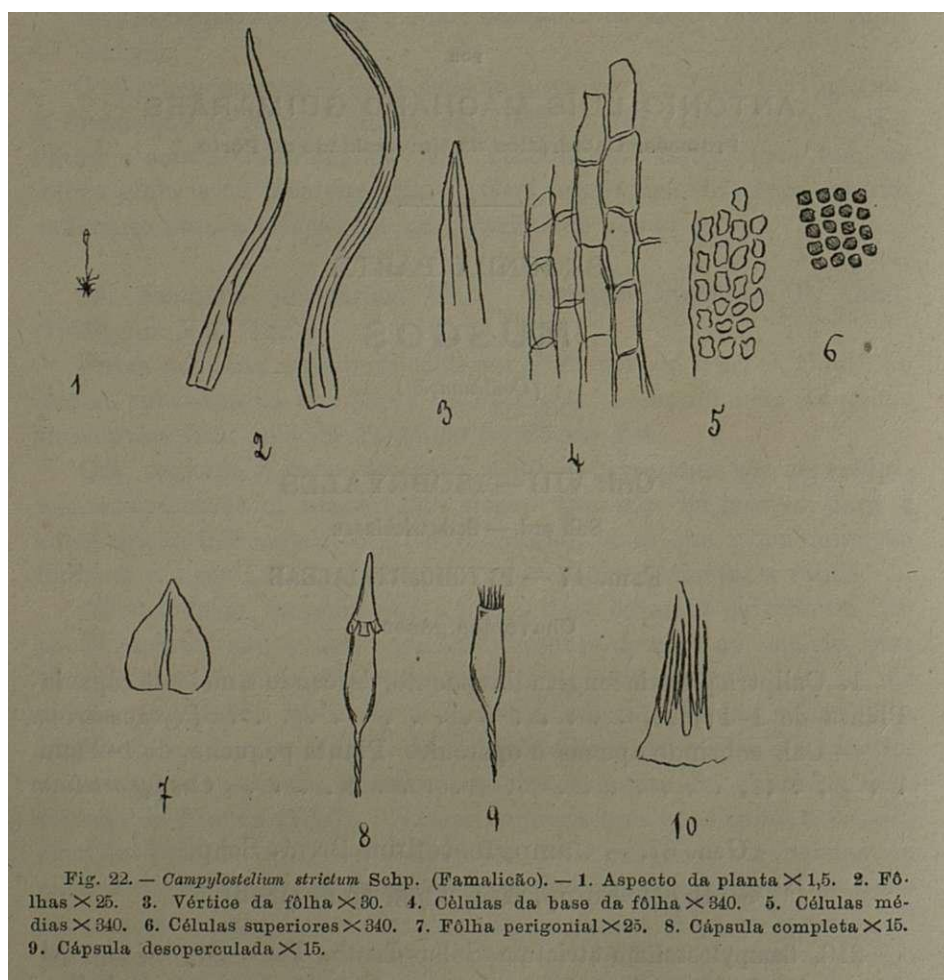 1
2
3
4
5
6
7
8
9
10
Fig. 22. — Campylostelium strictum Schp. (Famalicão). — 1. Aspecto da planta × 1,5. 2. Fô-
lhas × 25. 3. Vértice da fôlha × 30. 4. Células da base da fôlha × 340. 5. Células mé-
dias × 340. 6. Células superiores × 340. 7. Fôlha perigonial × 25. 8. Cápsula completa × 15.
9. Cápsula desoperculada × 15.